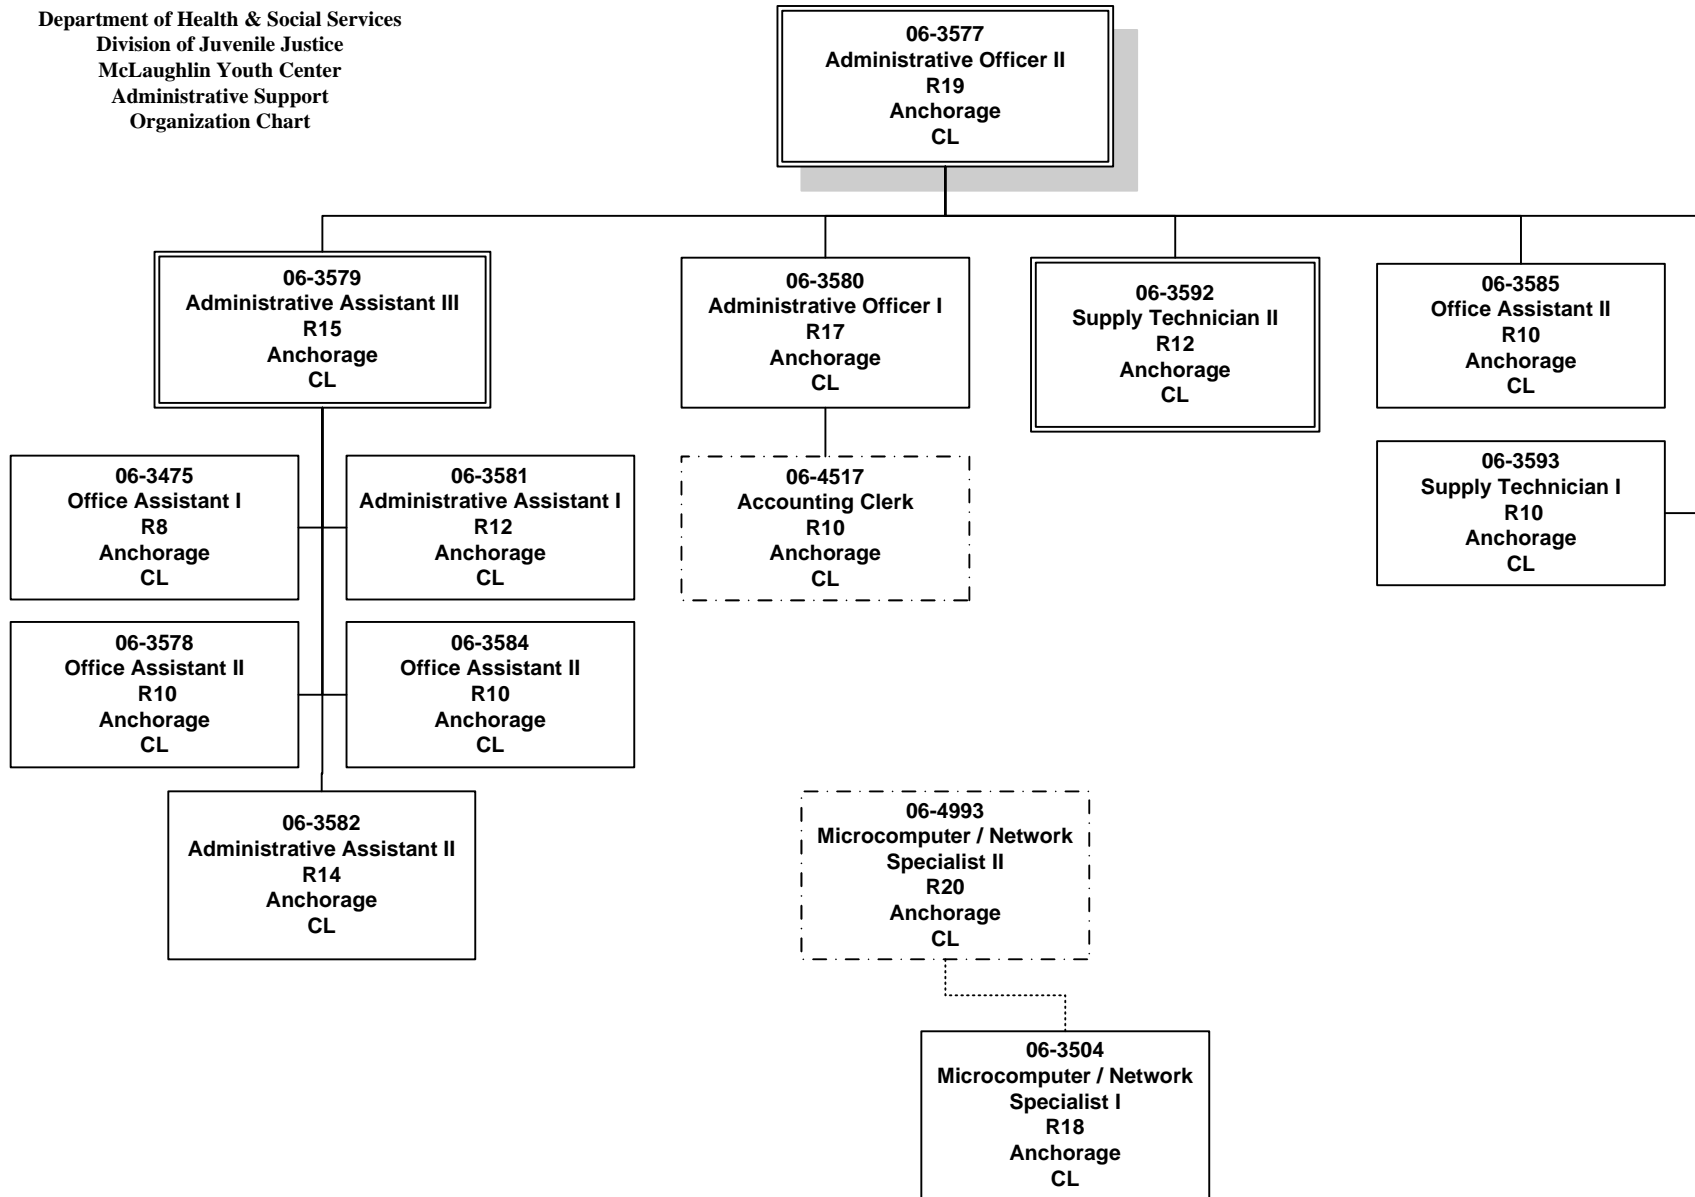 Department of Health & Social Services
Division of Juvenile Justice
McLaughlin Youth Center
Administrative Support
Organization Chart
06-3577
Administrative Officer II
R19
Anchorage
CL
06-3579
Administrative Assistant III
R15
Anchorage
CL
06-3580
Administrative Officer I
R17
Anchorage
CL
06-3592
Supply Technician II
R12
Anchorage
CL
06-3585
Office Assistant II
R10
Anchorage
CL
06-3475
Office Assistant I
R8
Anchorage
CL
06-3581
Administrative Assistant I
R12
Anchorage
CL
06-4517
Accounting Clerk
R10
Anchorage
CL
06-3593
Supply Technician I
R10
Anchorage
CL
06-3578
Office Assistant II
R10
Anchorage
CL
06-3584
Office Assistant II
R10
Anchorage
CL
06-3582
Administrative Assistant II
R14
Anchorage
CL
06-4993
Microcomputer / Network
Specialist II
R20
Anchorage
CL
06-3504
Microcomputer / Network
Specialist I
R18
Anchorage
CL